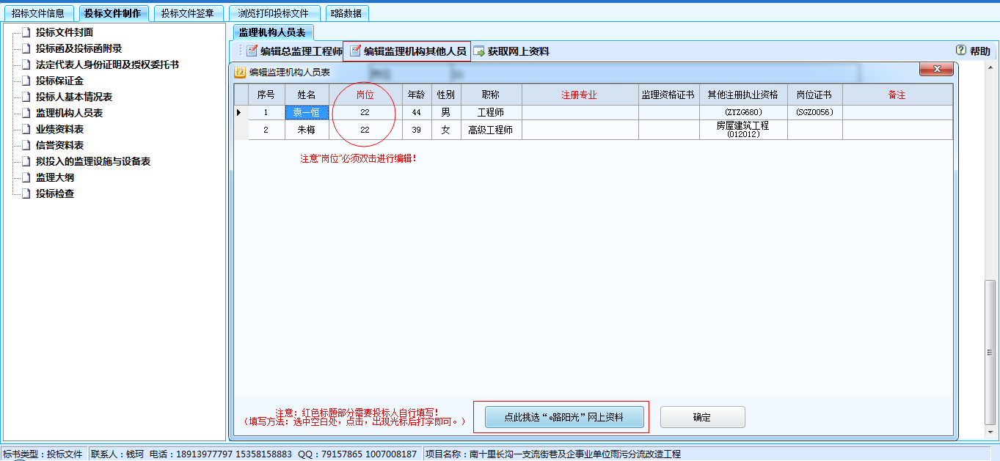 招标文件信息 投标文件制作 投标文件签章 浏览打印投标文件 E路数据
投标文件封面
投标函及投标函附录
法定代表人身份证明及授权委托书
投标保证金
投标人基本情况表
监理机构人员表
业绩资料表
信誉资料表
拟投入的监理设施与设备表
监理大纲
投标检查
监理机构人员表
编辑总监理工程师 编辑监理机构其他人员 获取网上资料 帮助
编辑监理机构人员表
序号 姓名 岗位 年龄 性别 职称 注册专业 监理资格证书 其他注册执业资格 岗位证书 备注
1 袁一恒 22 44 男 工程师 (ZYZG680) (SGZ0056)
2 朱梅 22 39 女 高级工程师 房屋建筑工程
(012012)
注意"岗位"必须双击进行编辑！
注意：红色标题部分需要投标人自行填写！
（填写方法：选中空白处，点击，出现光标后打字即可。）
点此挑选“e路阳光”网上资料 确定
标书类型：投标文件 联系人：钱珂 电话：18913977797 15358158883 QQ：79157865 1007008187 项目名称：南十里长沟一支流街巷及企事业单位雨污分流改造工程